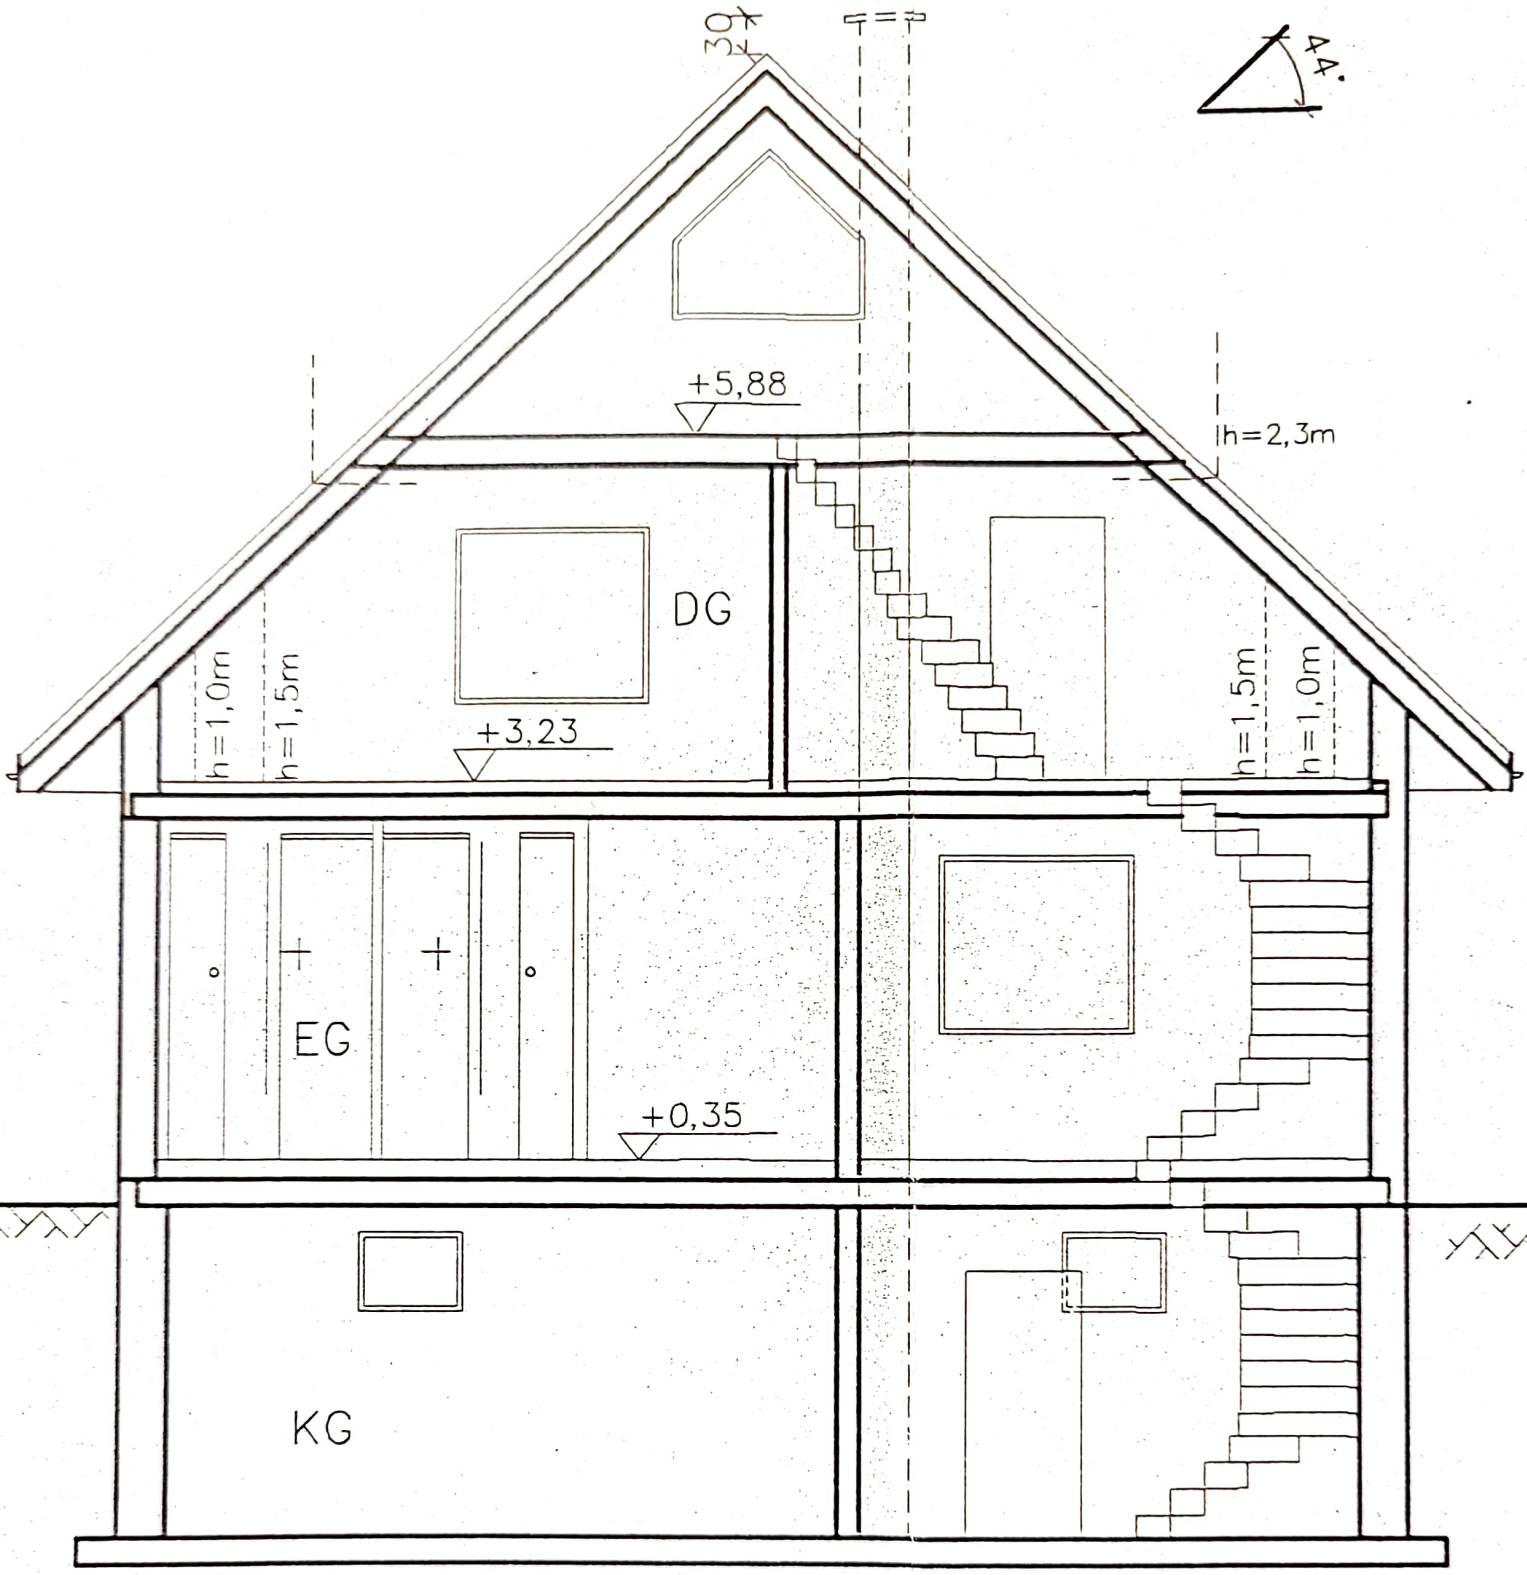 30
44°
+5,88
h=2,3m
DG
h=1,0m
h=1,5m
+3,23
h=1,5m
h=1,0m
EG
+0,35
KG